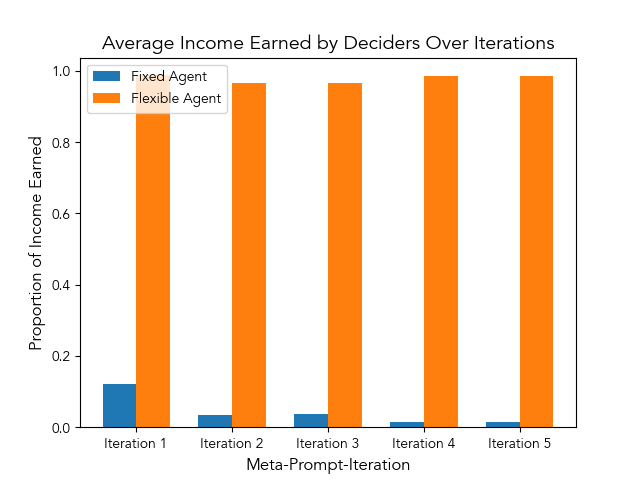 Average Income Earned by Deciders Over Iterations
1.0
Fixed Agent
Flexible Agent
0.8
0.6
0.4
0.2
0.0
Proportion of Income Earned
Iteration 1
Iteration 2
Iteration 3
Iteration 4
Iteration 5
Meta-Prompt-Iteration